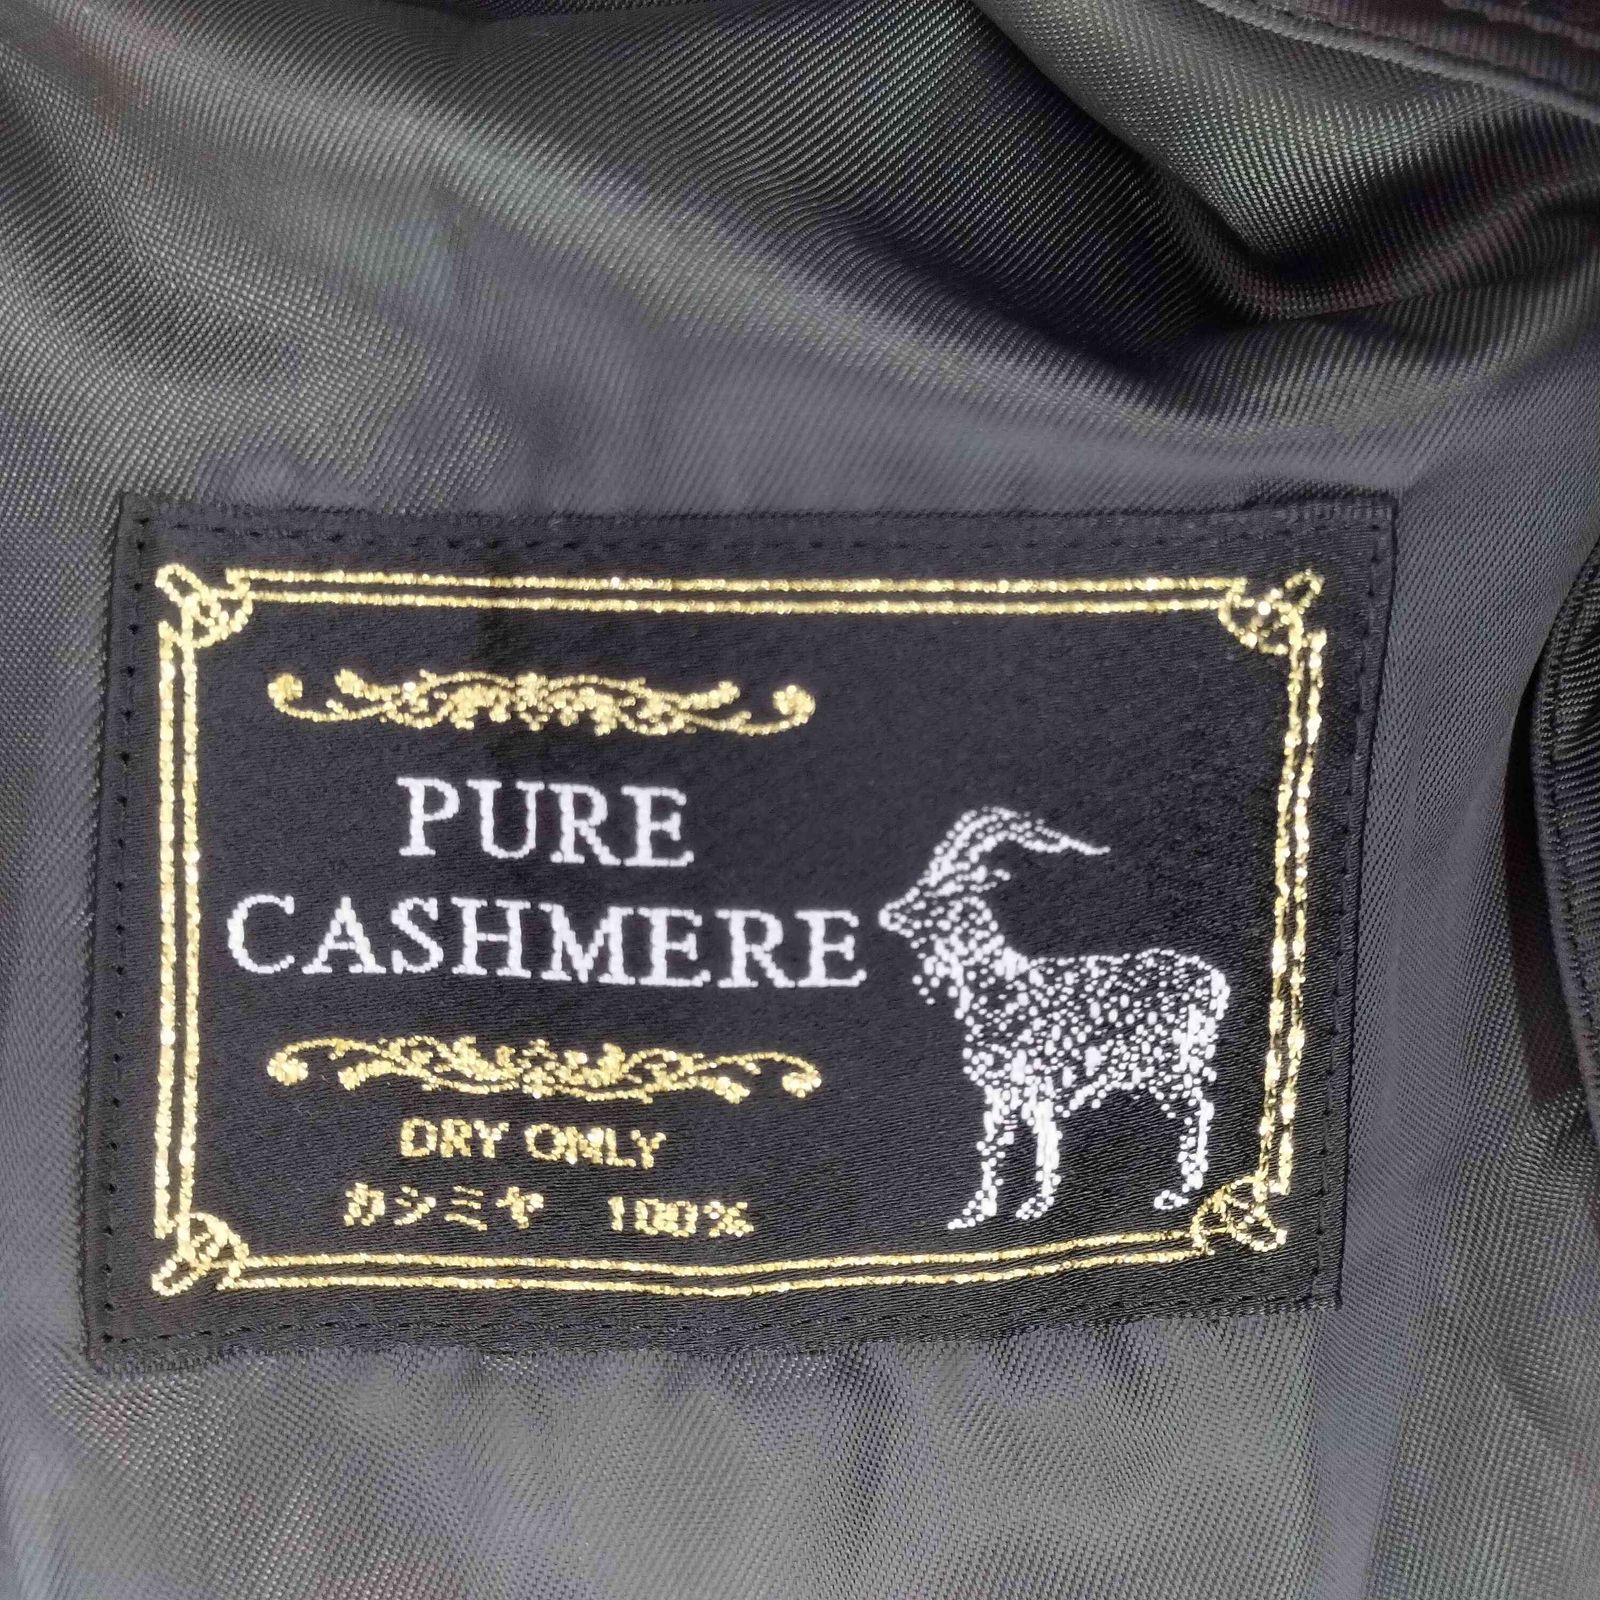 PURE
CASHMERE
DRY ONLY
カシミヤ 100%